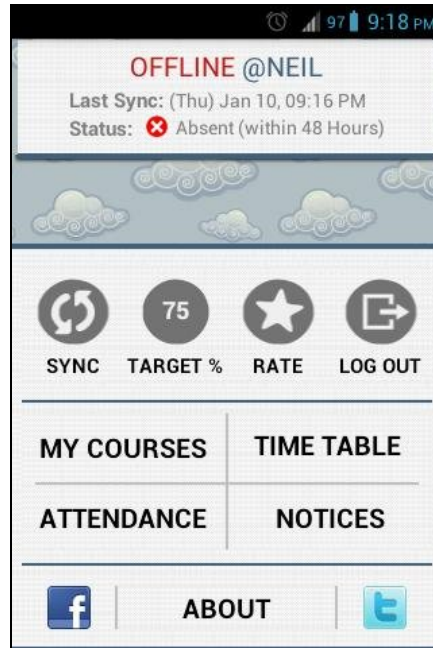 97 9:18 PM
OFFLINE @NEIL
Last Sync: (Thu) Jan 10, 09:16 PM
Status: Absent (within 48 Hours)
75
SYNC TARGET % RATE LOG OUT
MY COURSES TIME TABLE
ATTENDANCE NOTICES
f ABOUT t